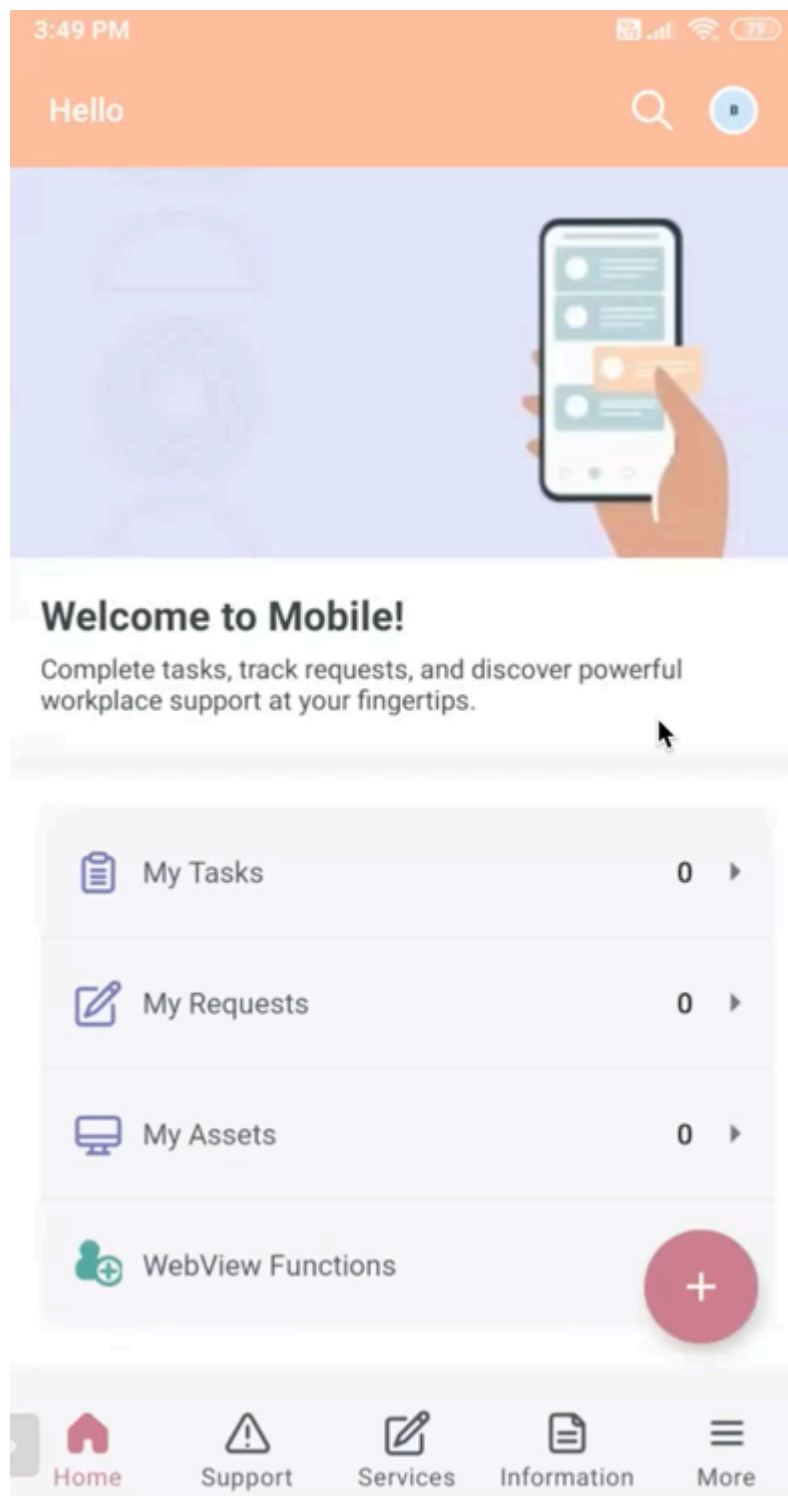 3:49 PM
79
Hello
B
Welcome to Mobile!
Complete tasks, track requests, and discover powerful
workplace support at your fingertips.
My Tasks 0
My Requests 0
My Assets 0
WebView Functions
+
Home Support Services Information More